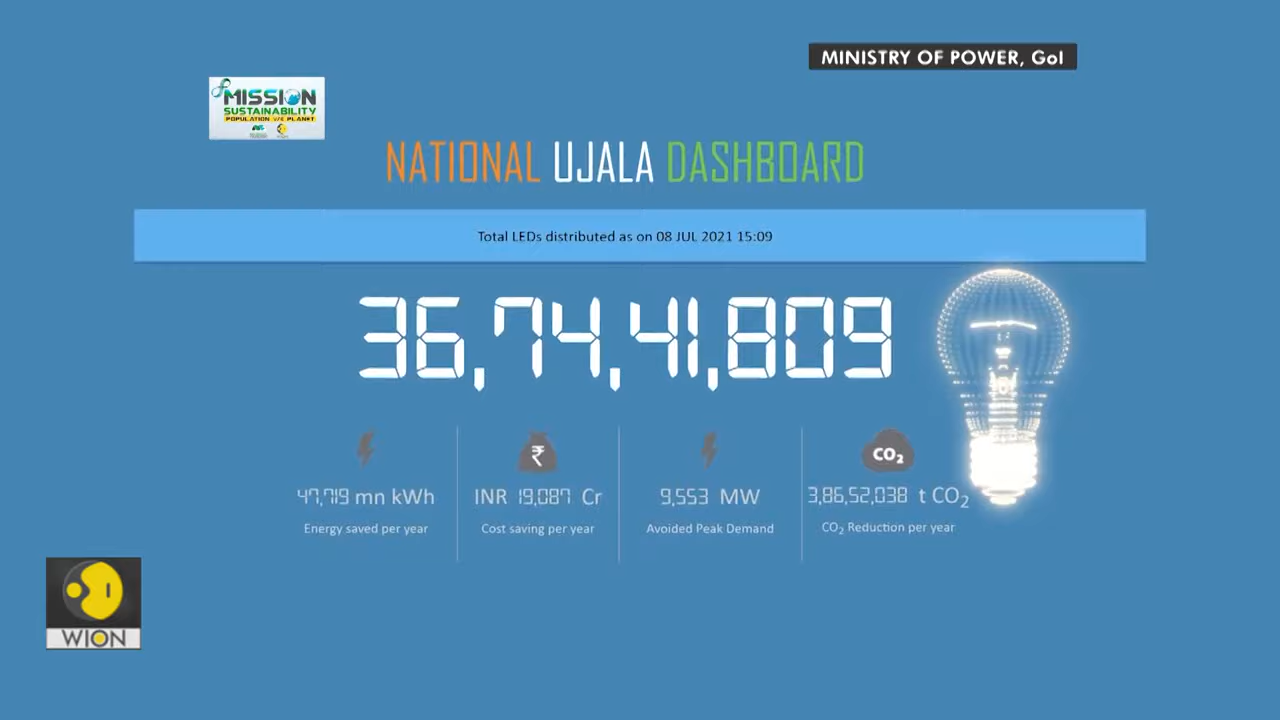 MINISTRY OF POWER, GoI
MISSION
SUSTAINABILITY
POPULATION V/S PLANET
NATIONAL UJALA DASHBOARD
Total LEDs distributed as on 08 JUL 2021 15:09
36,74,41,809
47,719 mn kWh
Energy saved per year
INR 19,087 Cr
Cost saving per year
9,553 MW
Avoided Peak Demand
CO₂
3,86,52,038 t CO₂
CO₂ Reduction per year
WION